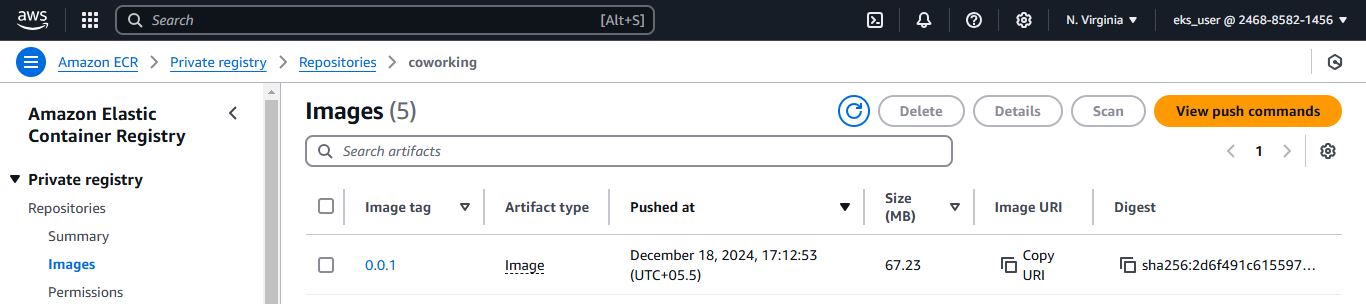 aws
Search [Alt+S] N. Virginia eks_user @ 2468-8582-1456
Amazon ECR Private registry Repositories coworking
Amazon Elastic
Container Registry
Private registry
Repositories
Summary
Images
Permissions
Images (5) Delete Details Scan View push commands
Search artifacts
1
Image tag Artifact type Pushed at Size
(MB) Image URI Digest
0.0.1 Image December 18, 2024, 17:12:53
(UTC+05.5) 67.23 Copy
URI sha256:2d6f491c615597...